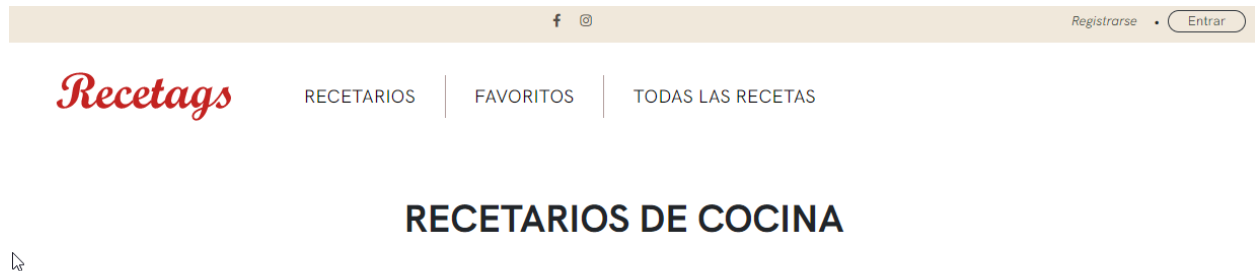 Registrarse • Entrar
Recetags RECETARIOS FAVORITOS TODAS LAS RECETAS
RECETARIOS DE COCINA